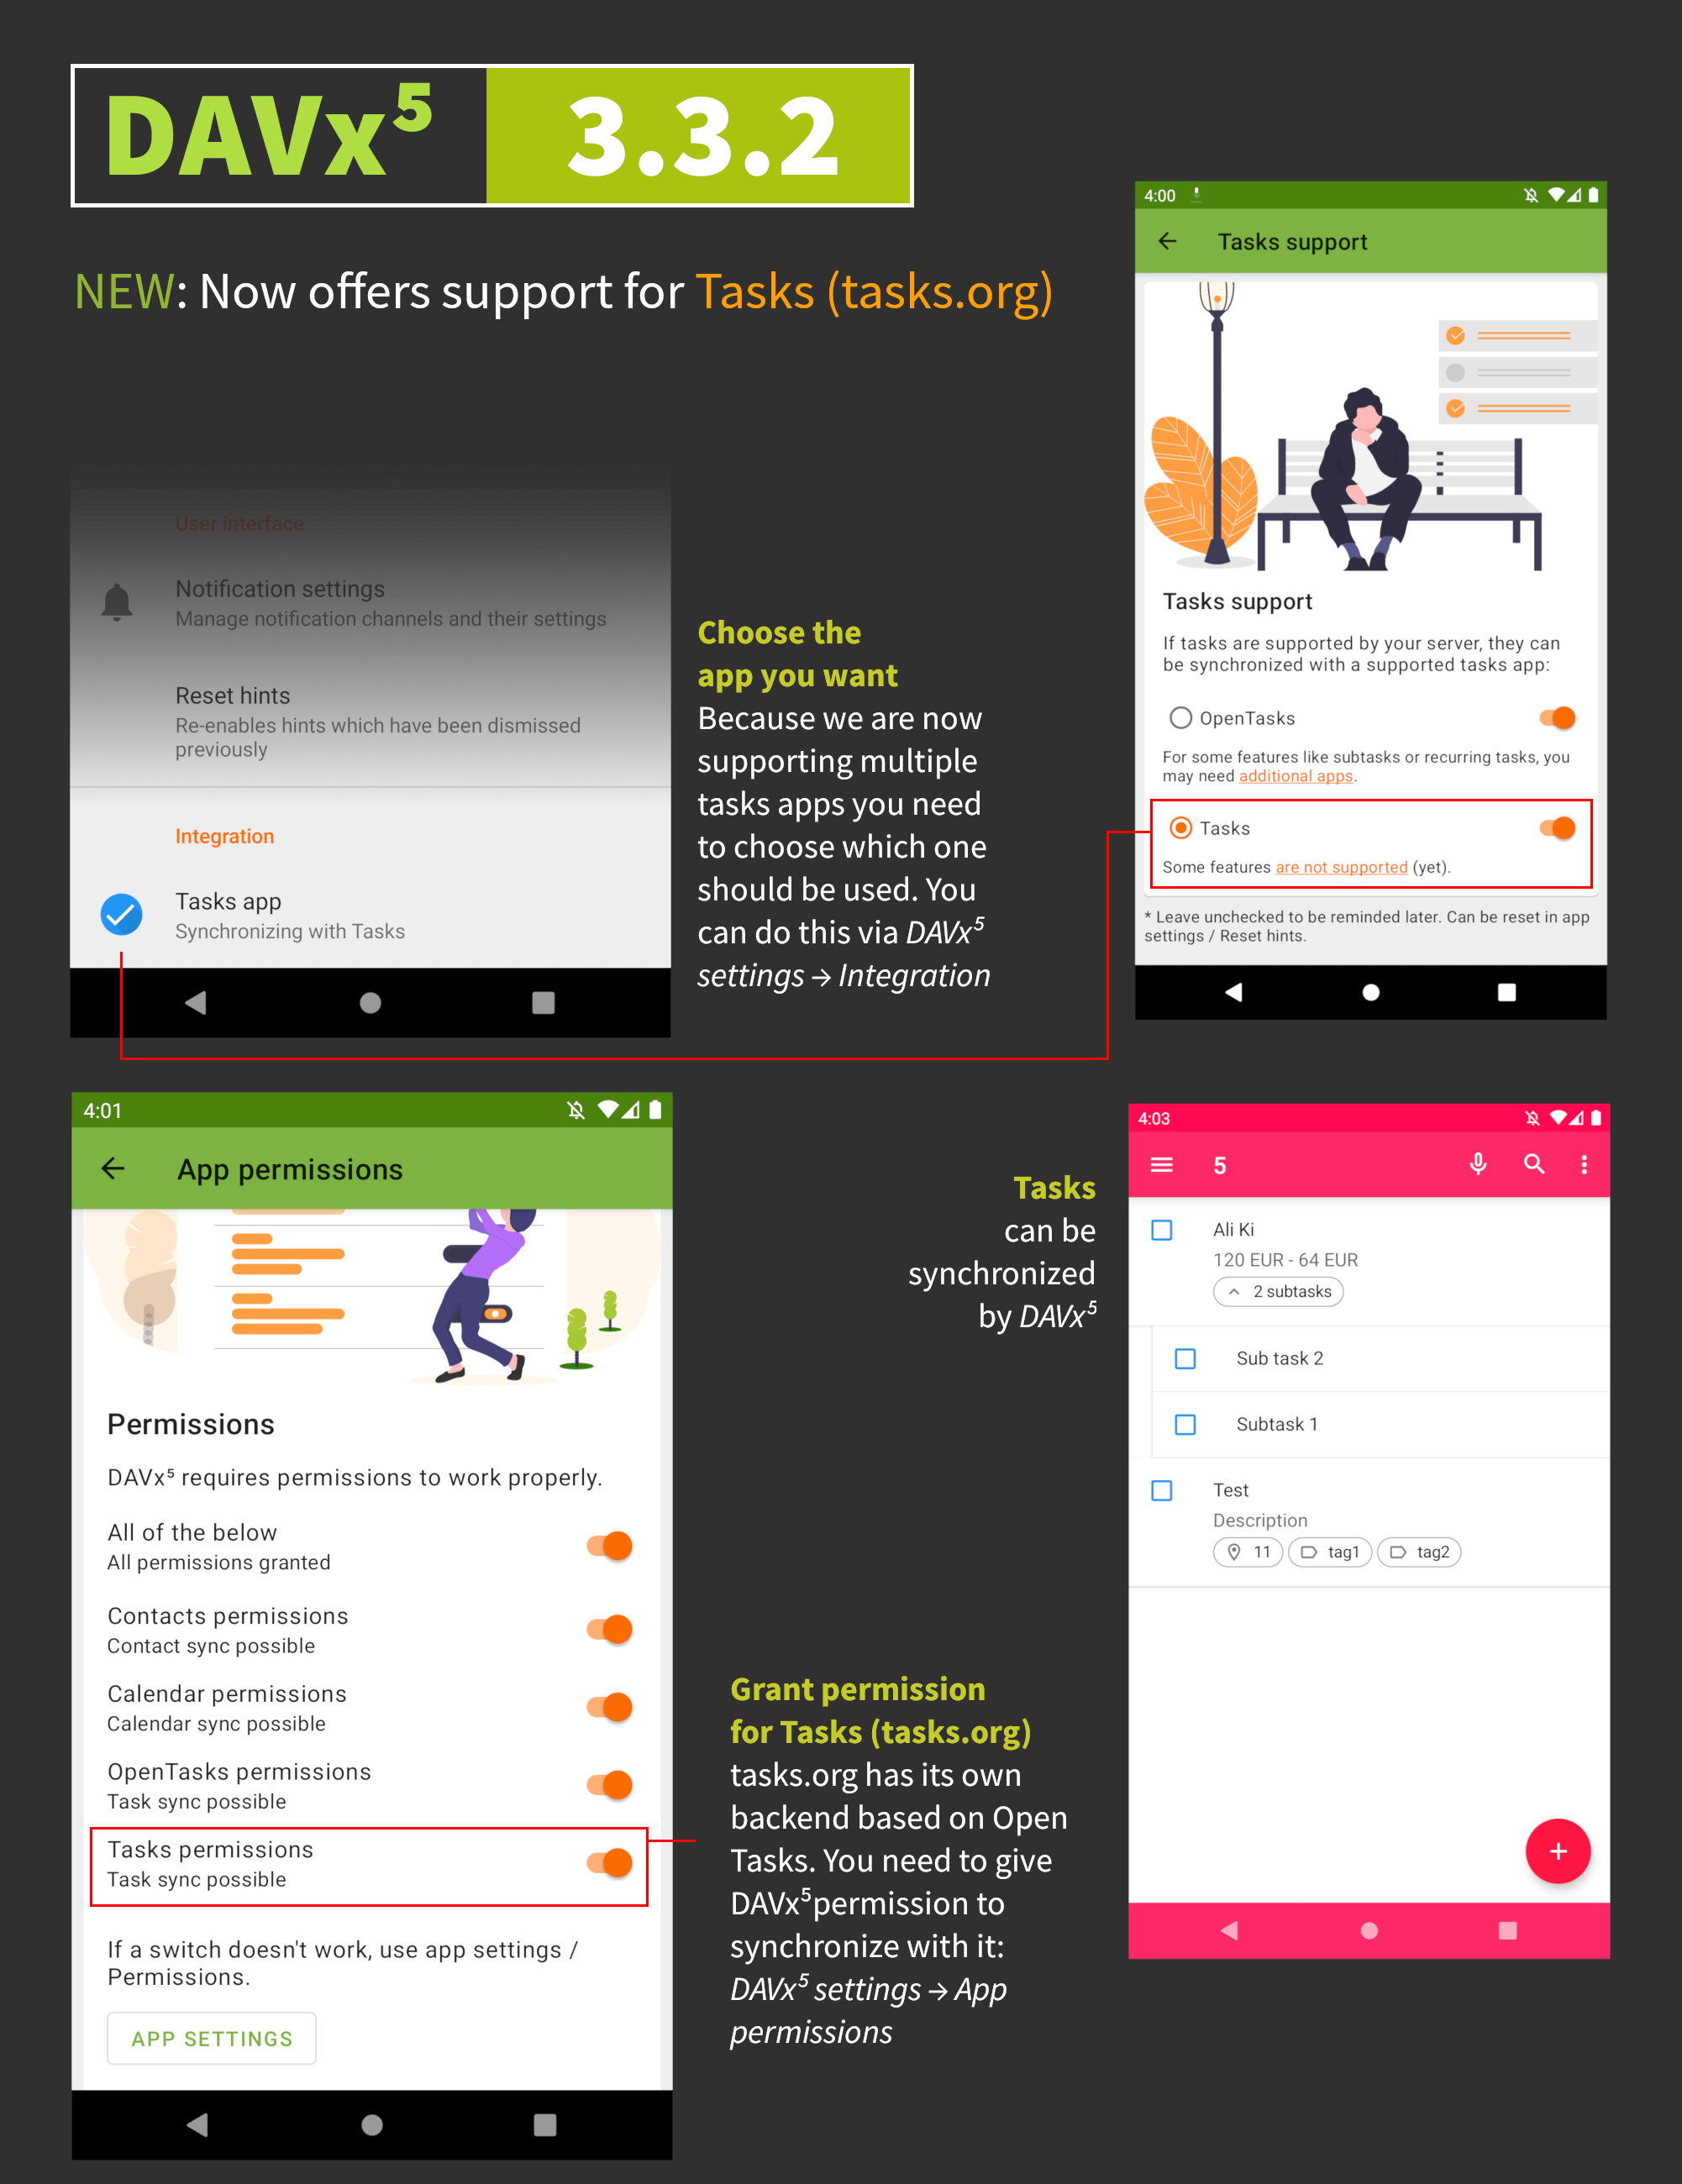 DAVx⁵ 3.3.2
NEW: Now offers support for Tasks (tasks.org)
User interface
Notification settings
Manage notification channels and their settings
Reset hints
Re-enables hints which have been dismissed
previously
Integration
Tasks app
Synchronizing with Tasks
Choose the
app you want
Because we are now
supporting multiple
tasks apps you need
to choose which one
should be used. You
can do this via DAVx⁵
settings → Integration
4:00
Tasks support
Tasks support
If tasks are supported by your server, they can
be synchronized with a supported tasks app:
OpenTasks
For some features like subtasks or recurring tasks, you
may need additional apps.
Tasks
Some features are not supported (yet).
* Leave unchecked to be reminded later. Can be reset in app
settings / Reset hints.
4:01
App permissions
Permissions
DAVx⁵ requires permissions to work properly.
All of the below
All permissions granted
Contacts permissions
Contact sync possible
Calendar permissions
Calendar sync possible
OpenTasks permissions
Task sync possible
Tasks permissions
Task sync possible
If a switch doesn't work, use app settings /
Permissions.
APP SETTINGS
Tasks
can be
synchronized
by DAVx⁵
Grant permission
for Tasks (tasks.org)
tasks.org has its own
backend based on Open
Tasks. You need to give
DAVx⁵permission to
synchronize with it:
DAVx⁵ settings → App
permissions
4:03
5
Ali Ki
120 EUR - 64 EUR
2 subtasks
Sub task 2
Subtask 1
Test
Description
11 tag1 tag2